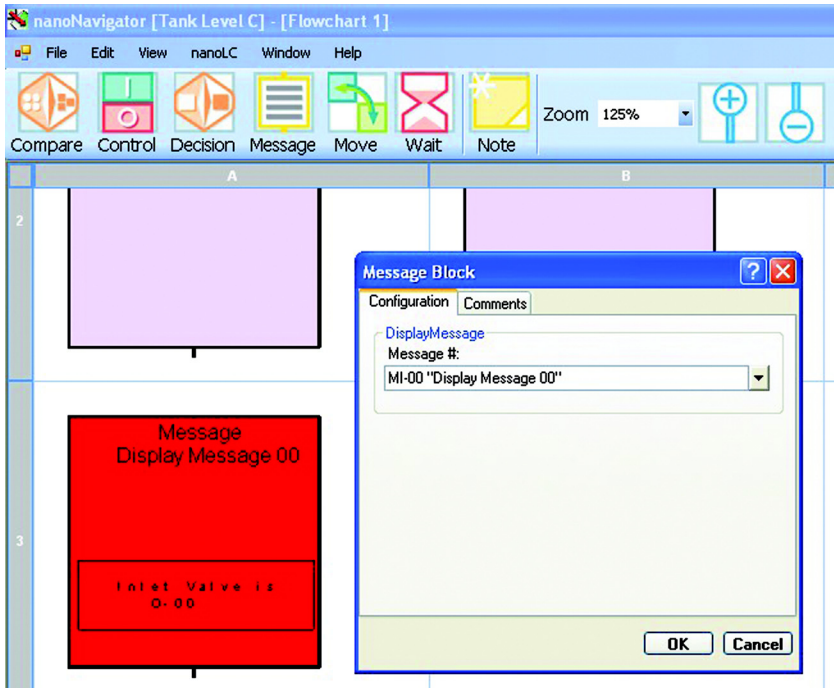 nanoNavigator [Tank Level C] - [Flowchart 1]
File Edit View nanoLC Window Help
Compare Control Decision Message Move Wait Note Zoom 125%
A B
2
Message Block
Configuration Comments
DisplayMessage
Message #:
MI-00 "Display Message 00"
Message
Display Message 00
3
Inlet Valve is
O-00
OK Cancel